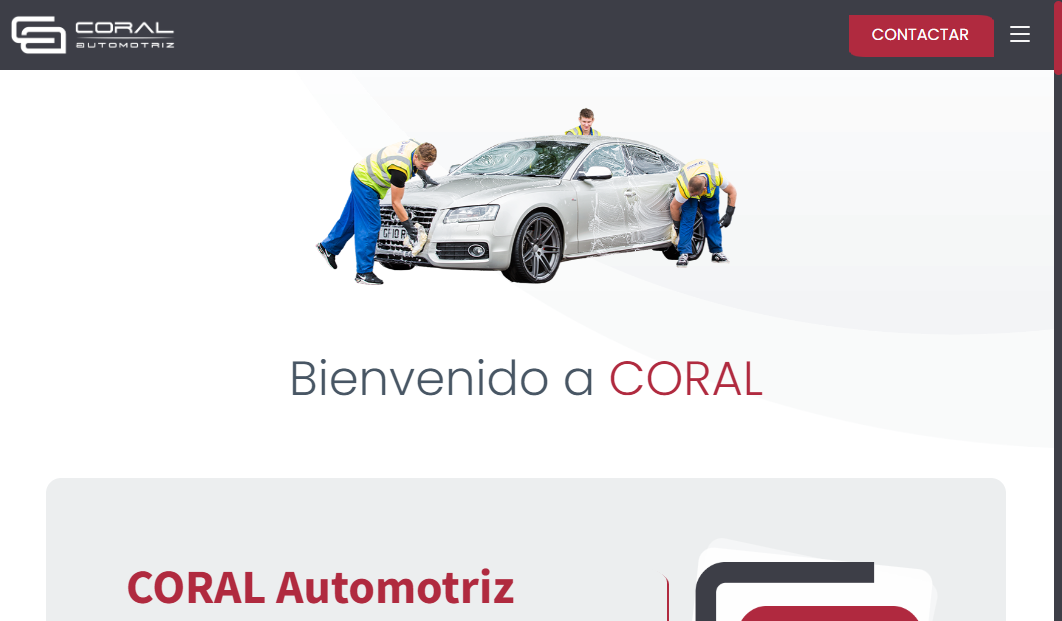 CORAL
AUTOMOTRIZ
CONTACTAR
Bienvenido a CORAL
CORAL Automotriz